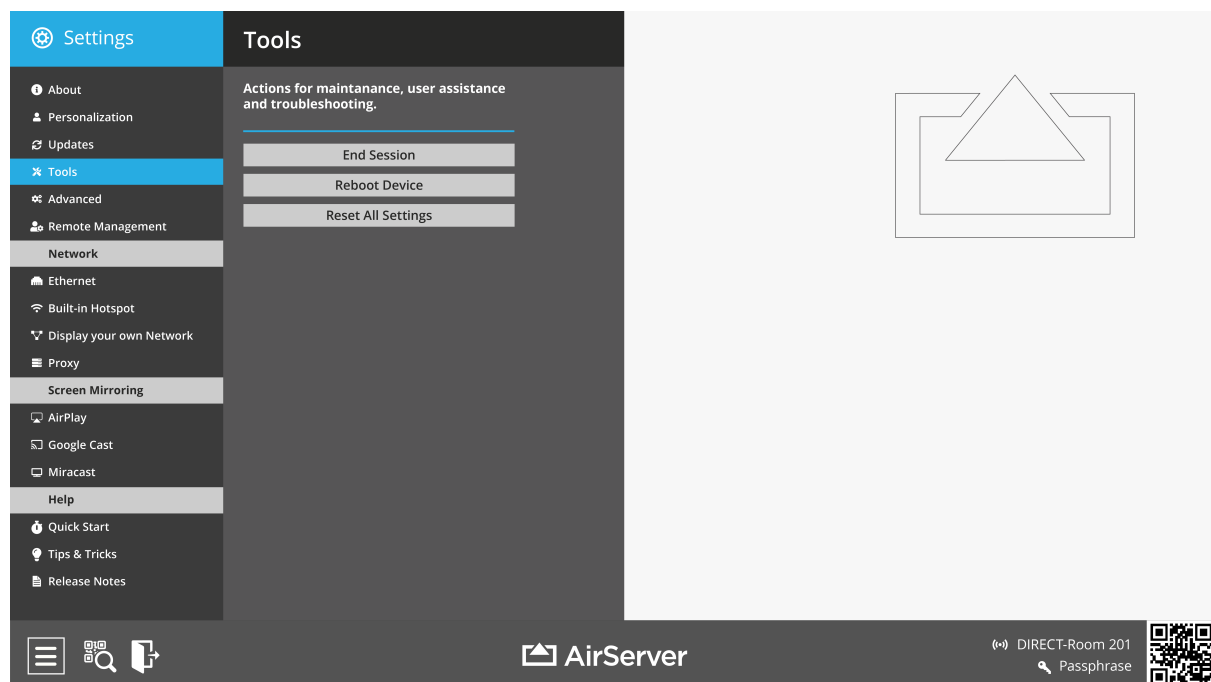 Settings
About
Personalization
Updates
Tools
Advanced
Remote Management
Network
Ethernet
Built-in Hotspot
Display your own Network
Proxy
Screen Mirroring
AirPlay
Google Cast
Miracast
Help
Quick Start
Tips & Tricks
Release Notes
Tools
Actions for maintanance, user assistance
and troubleshooting.
End Session
Reboot Device
Reset All Settings
AirServer
DIRECT-Room 201
Passphrase